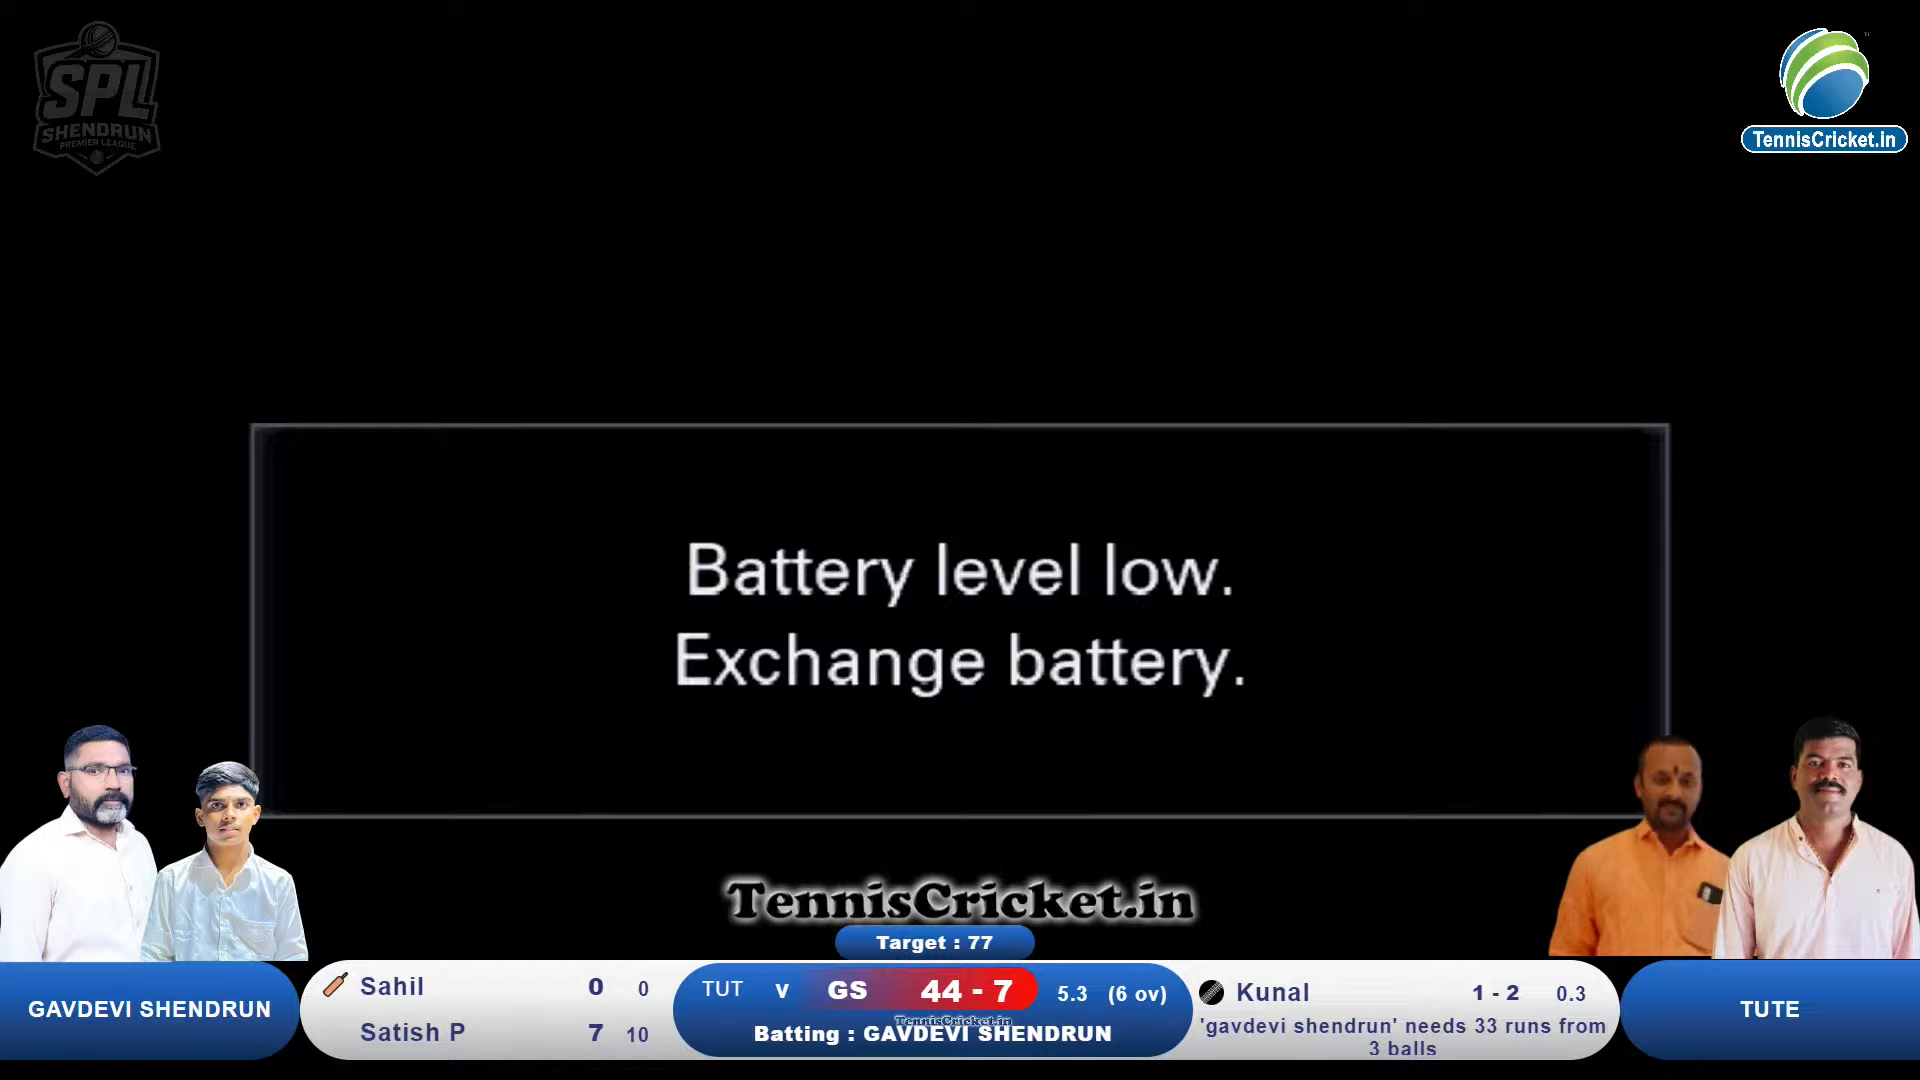 SPL
SHENDRUN
PREMIER LEAGUE
TennisCricket.in
Battery level low.
Exchange battery.
TennisCricket.in
Target : 77
GAVDEVI SHENDRUN
Sahil 0 0
Satish P 7 10
TUT v GS 44 - 7 5.3 (6 ov)
TennisCricket.in
Batting : GAVDEVI SHENDRUN
Kunal 1 - 2 0.3
'gavdevi shendrun' needs 33 runs from
3 balls
TUTE